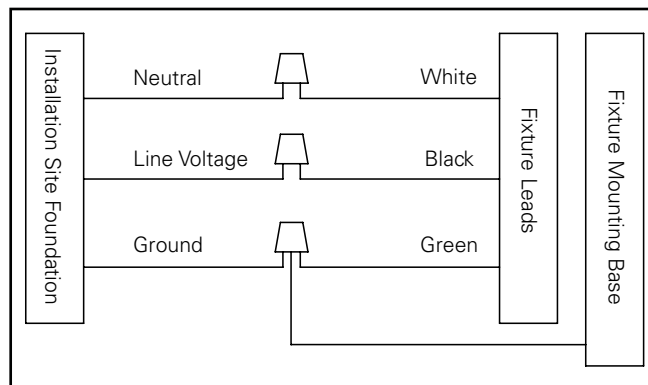 Installation Site Foundation
Neutral
White
Line Voltage
Black
Ground
Green
Fixture Leads
Fixture Mounting Base